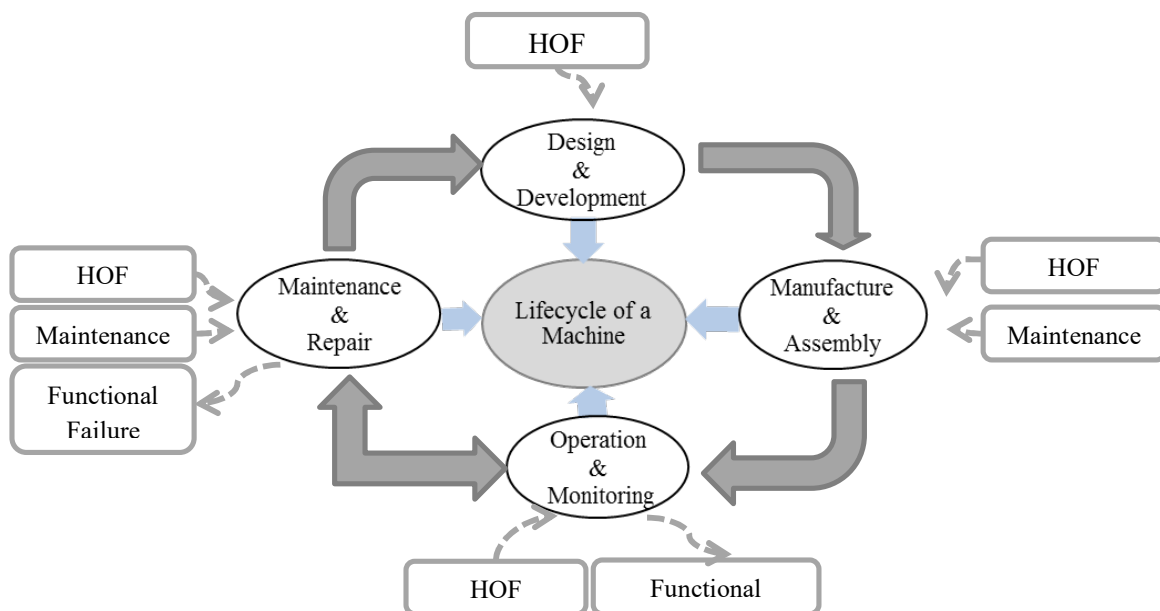 HOF
Design
&
Development
HOF
Maintenance
Functional
Failure
Maintenance
&
Repair
Lifecycle of a
Machine
Manufacture
&
Assembly
HOF
Maintenance
Operation
&
Monitoring
HOF
Functional